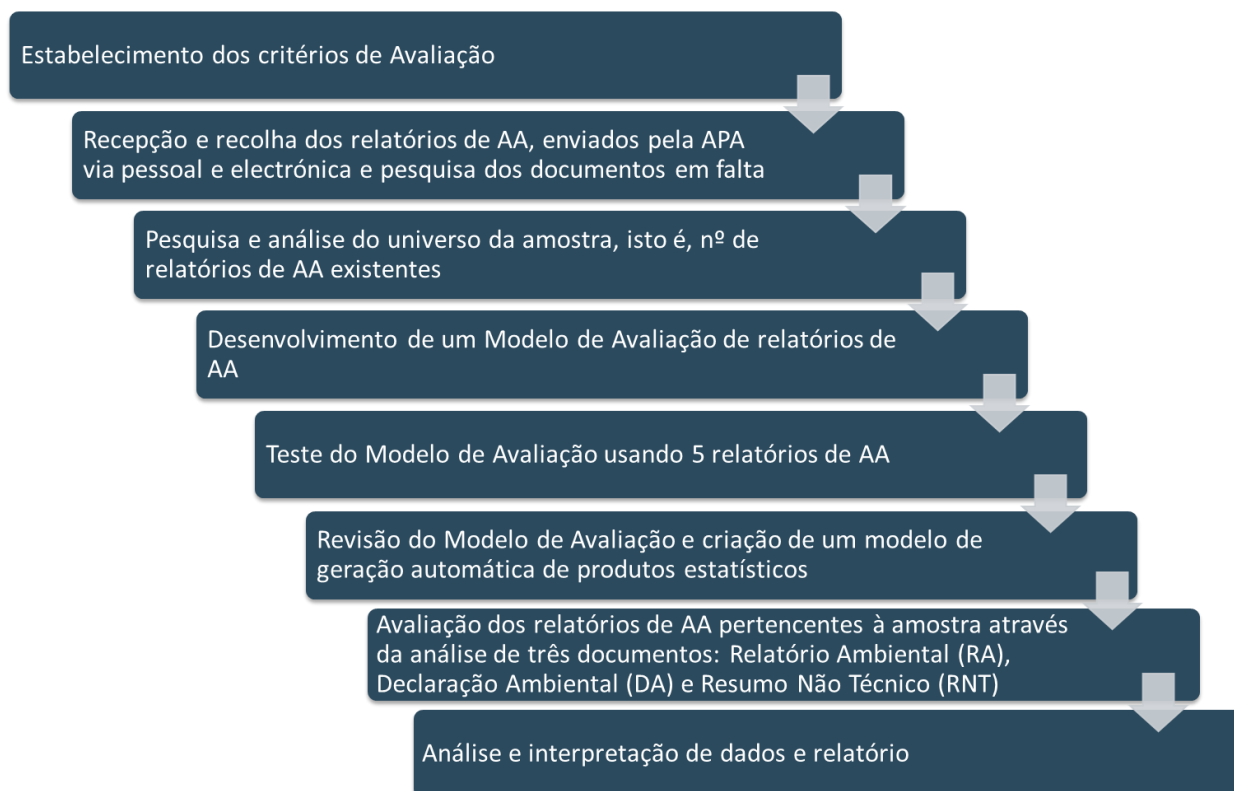 Estabelecimento dos critérios de Avaliação
Recepção e recolha dos relatórios de AA, enviados pela APA
via pessoal e electrónica e pesquisa dos documentos em falta
Pesquisa e análise do universo da amostra, isto é, nº de
relatórios de AA existentes
Desenvolvimento de um Modelo de Avaliação de relatórios de
AA
Teste do Modelo de Avaliação usando 5 relatórios de AA
Revisão do Modelo de Avaliação e criação de um modelo de
geração automática de produtos estatísticos
Avaliação dos relatórios de AA pertencentes à amostra através
da análise de três documentos: Relatório Ambiental (RA),
Declaração Ambiental (DA) e Resumo Não Técnico (RNT)
Análise e interpretação de dados e relatório